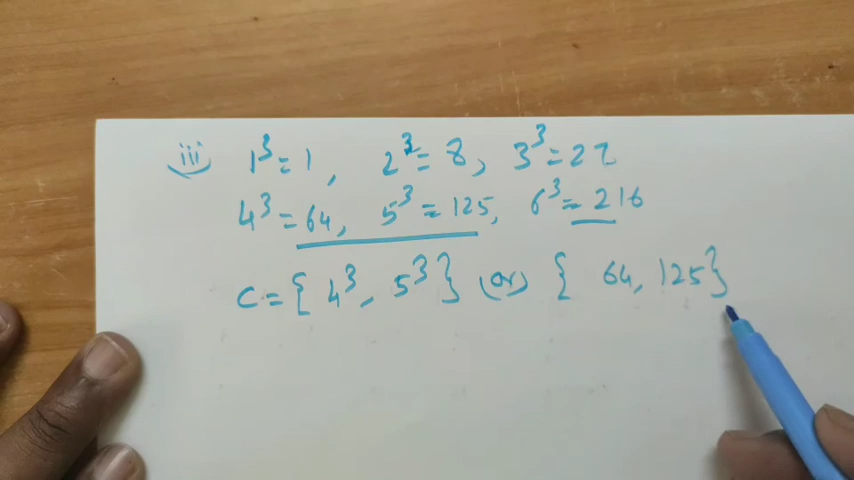 iii) 1³ = 1, 2³ = 8, 3³ = 27
4³ = 64, 5³ = 125, 6³ = 216
C = { 4³, 5³ } (or) { 64, 125 }